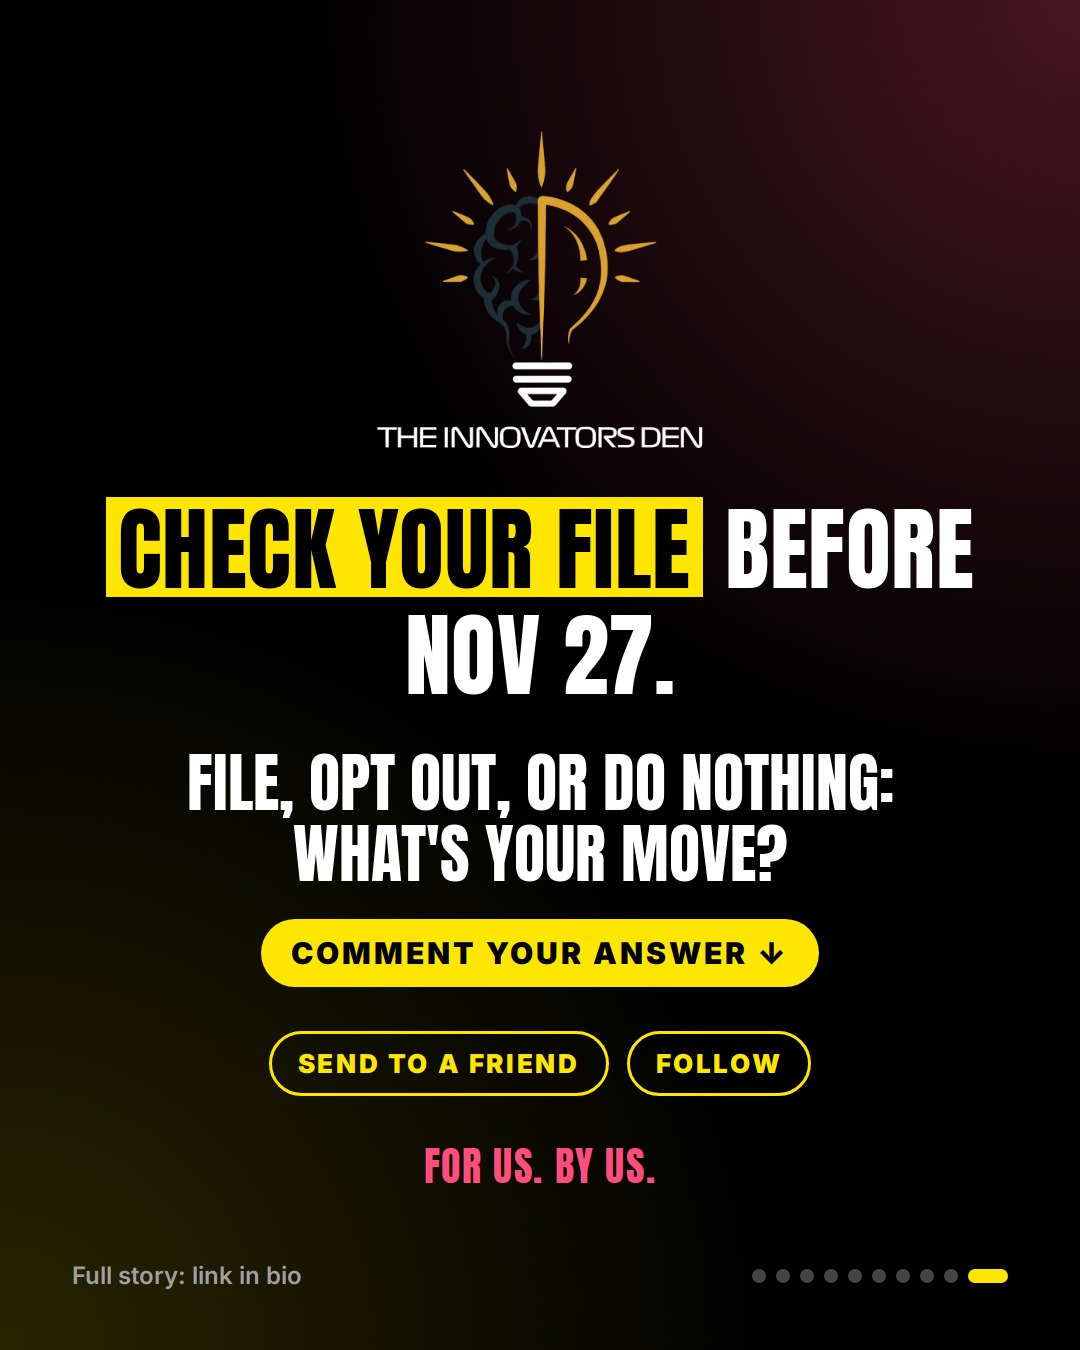 THE INNOVATORS DEN
CHECK YOUR FILE BEFORE
NOV 27.
FILE, OPT OUT, OR DO NOTHING:
WHAT'S YOUR MOVE?
COMMENT YOUR ANSWER ↓
SEND TO A FRIEND
FOLLOW
FOR US. BY US.
Full story: link in bio